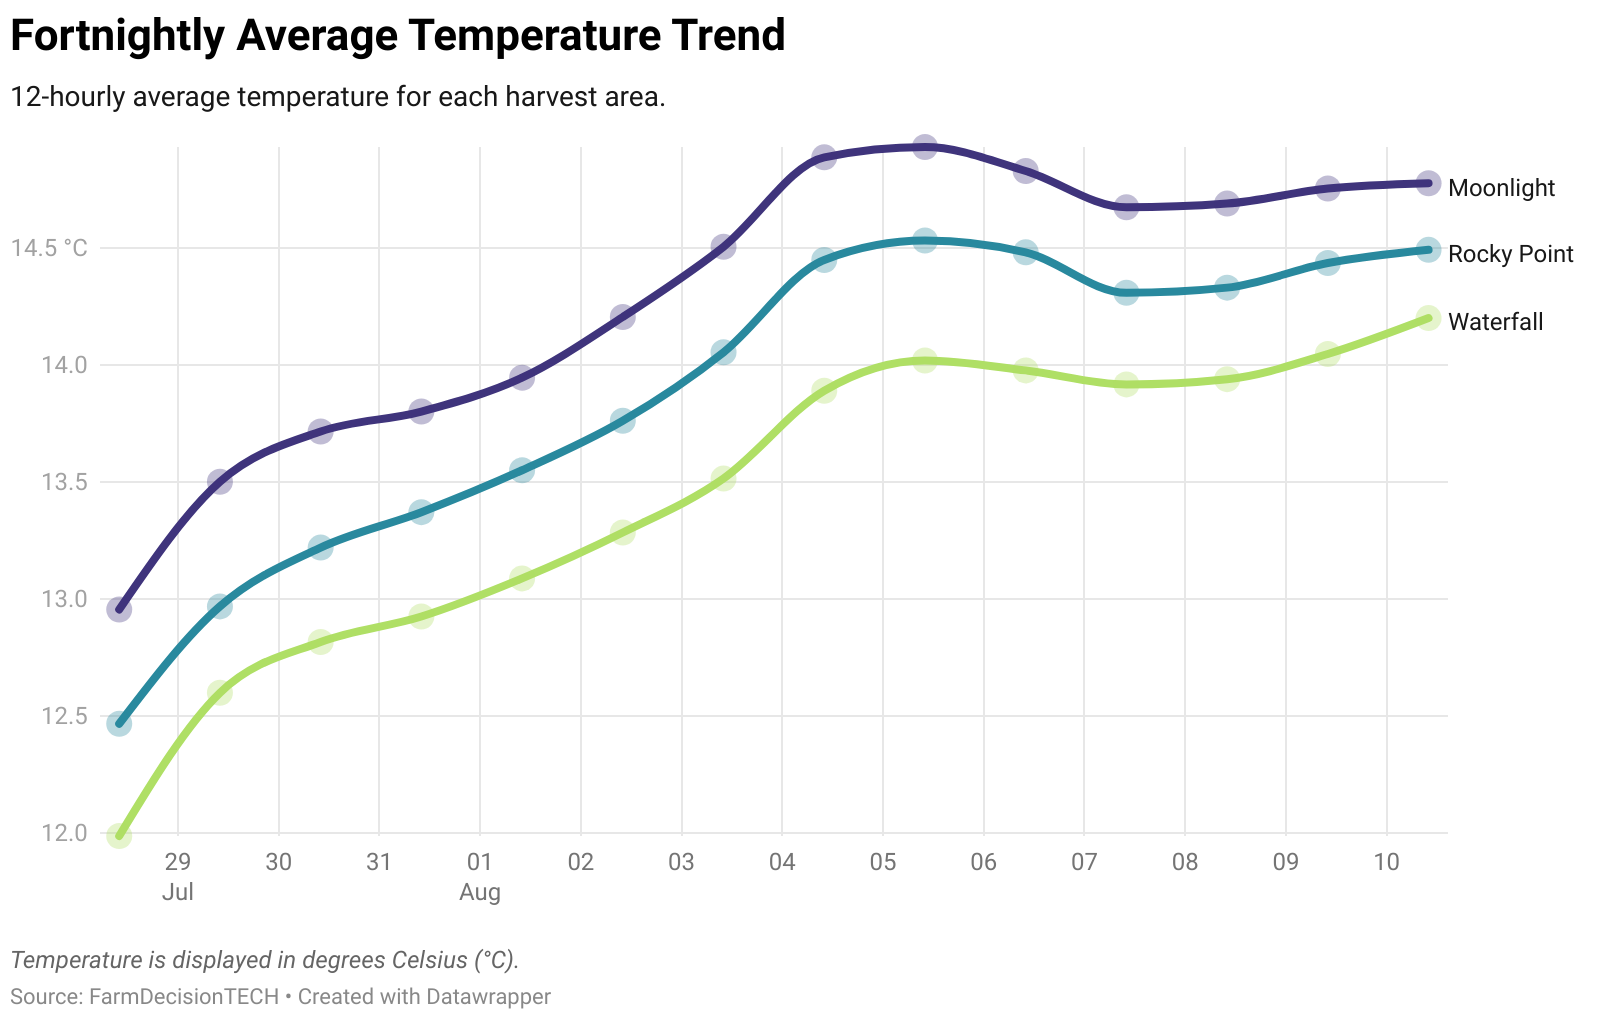 Fortnightly Average Temperature Trend
12-hourly average temperature for each harvest area.
Moonlight
14.5 °C
Rocky Point
Waterfall
14.0
13.5
13.0
12.5
12.0
29 30 31 01 02 03 04 05 06 07 08 09 10
Jul Aug
Temperature is displayed in degrees Celsius (°C).
Source: FarmDecisionTECH • Created with Datawrapper